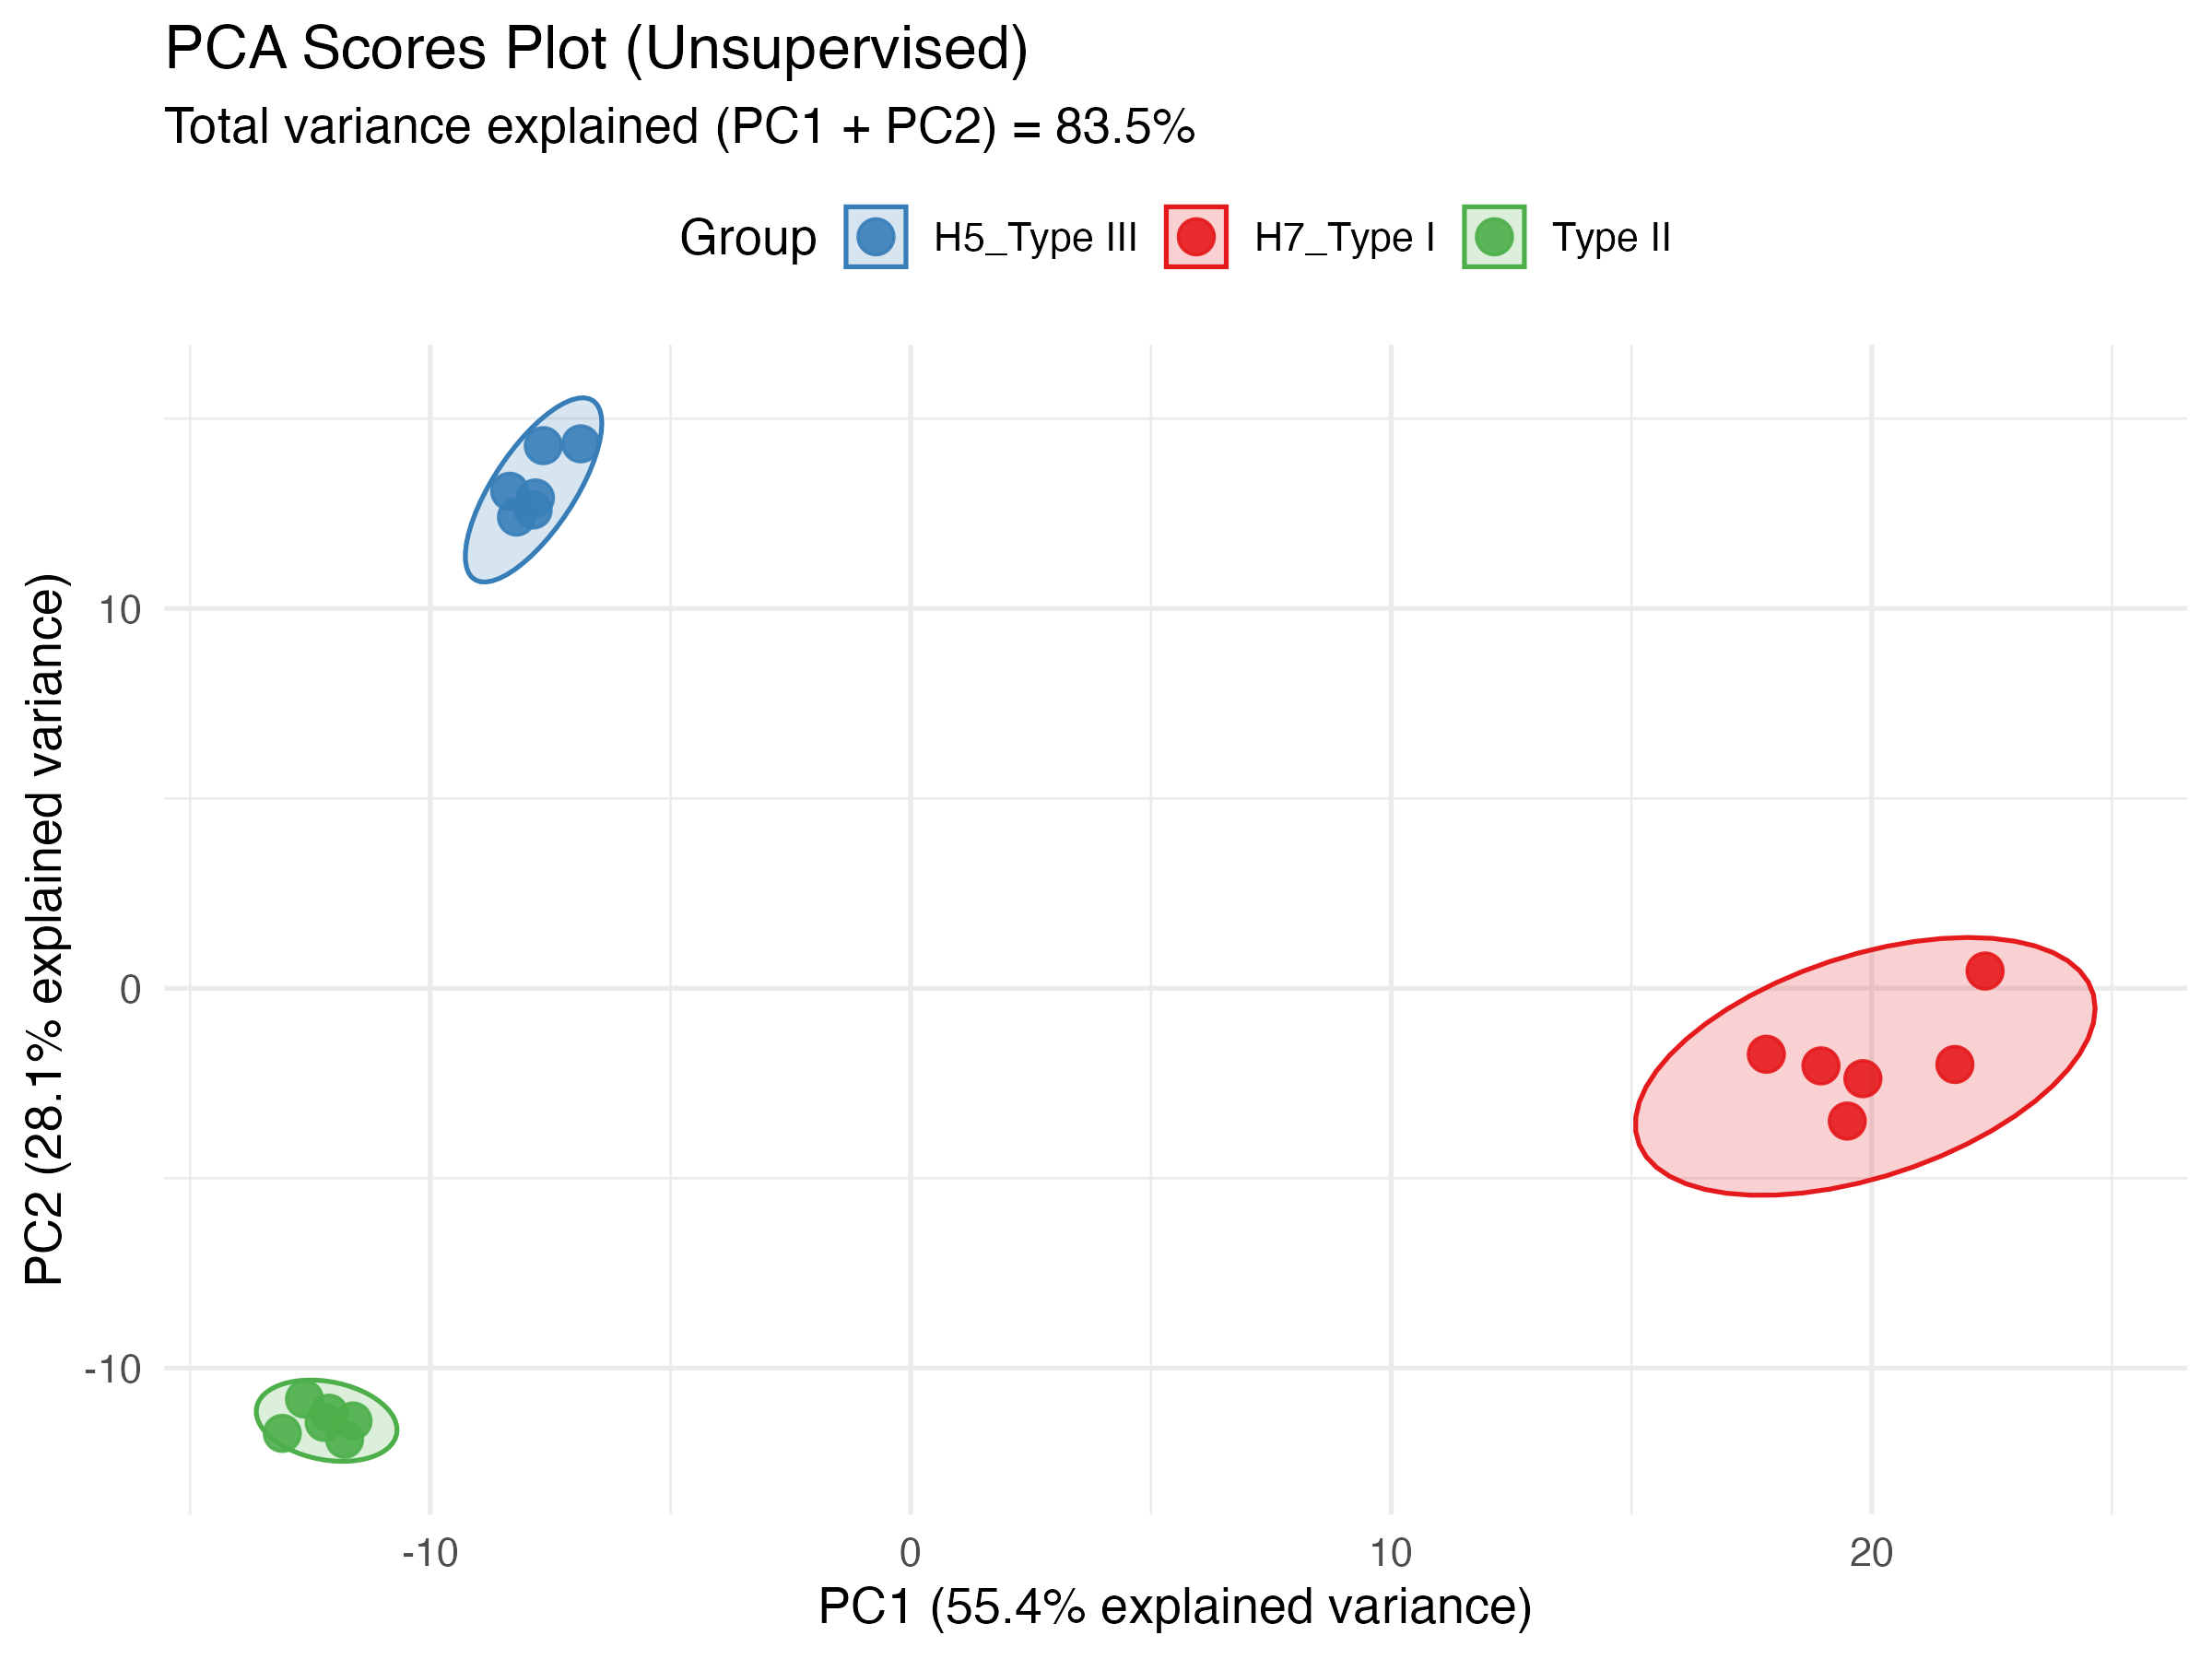 PCA Scores Plot (Unsupervised)
Total variance explained (PC1 + PC2) = 83.5%
Group H5_Type III H7_Type I Type II
PC2 (28.1% explained variance)
10
0
-10
-10 0 10 20
PC1 (55.4% explained variance)